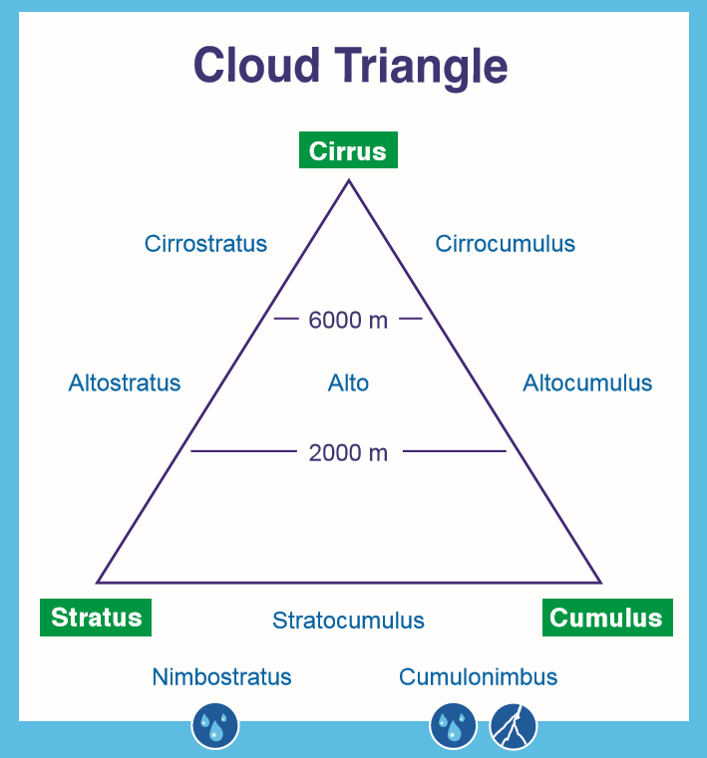 Cloud Triangle
Cirrus
Cirrostratus
Cirrocumulus
6000 m
Altostratus
Alto
Altocumulus
2000 m
Stratus
Stratocumulus
Cumulus
Nimbostratus
Cumulonimbus